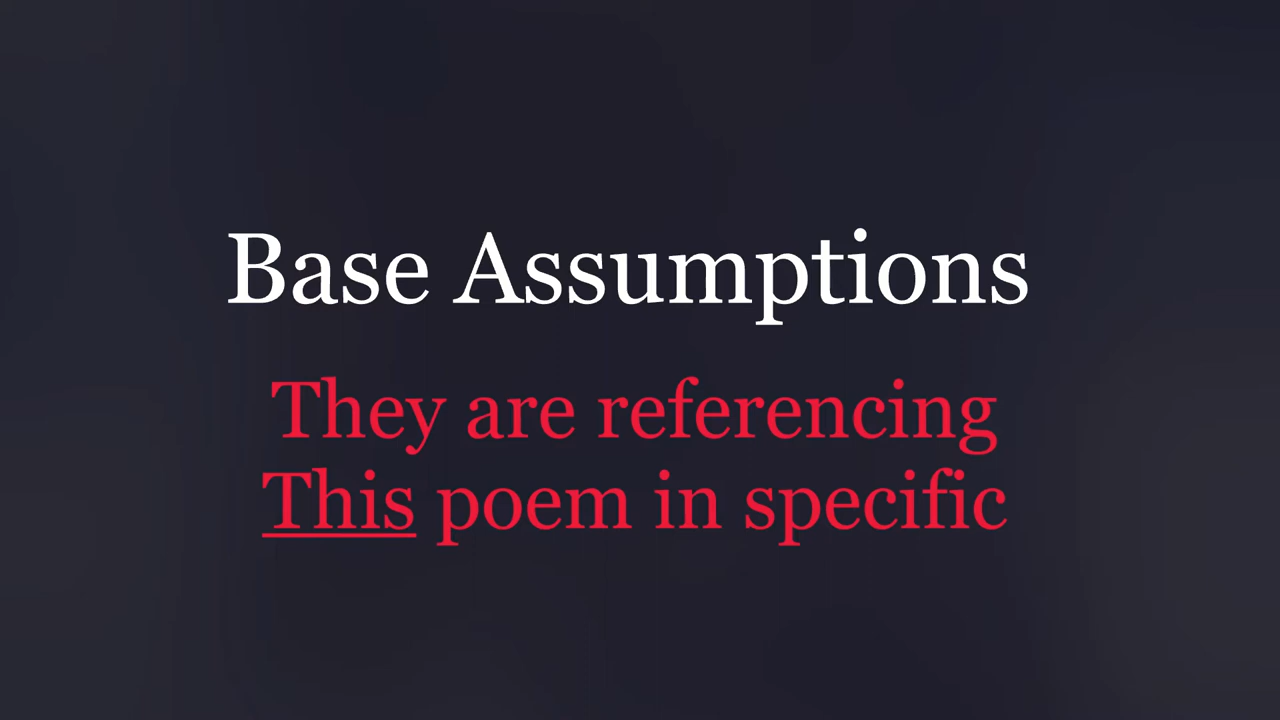 Base Assumptions
They are referencing
This poem in specific